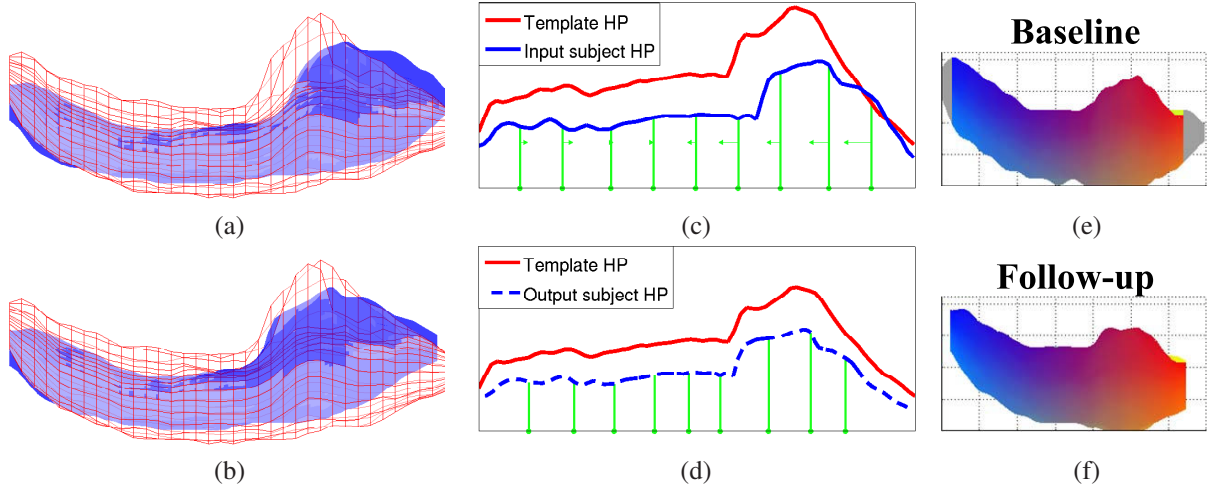 Template HP
Input subject HP
Baseline
(a)
(c)
(e)
Template HP
Output subject HP
Follow-up
(b)
(d)
(f)